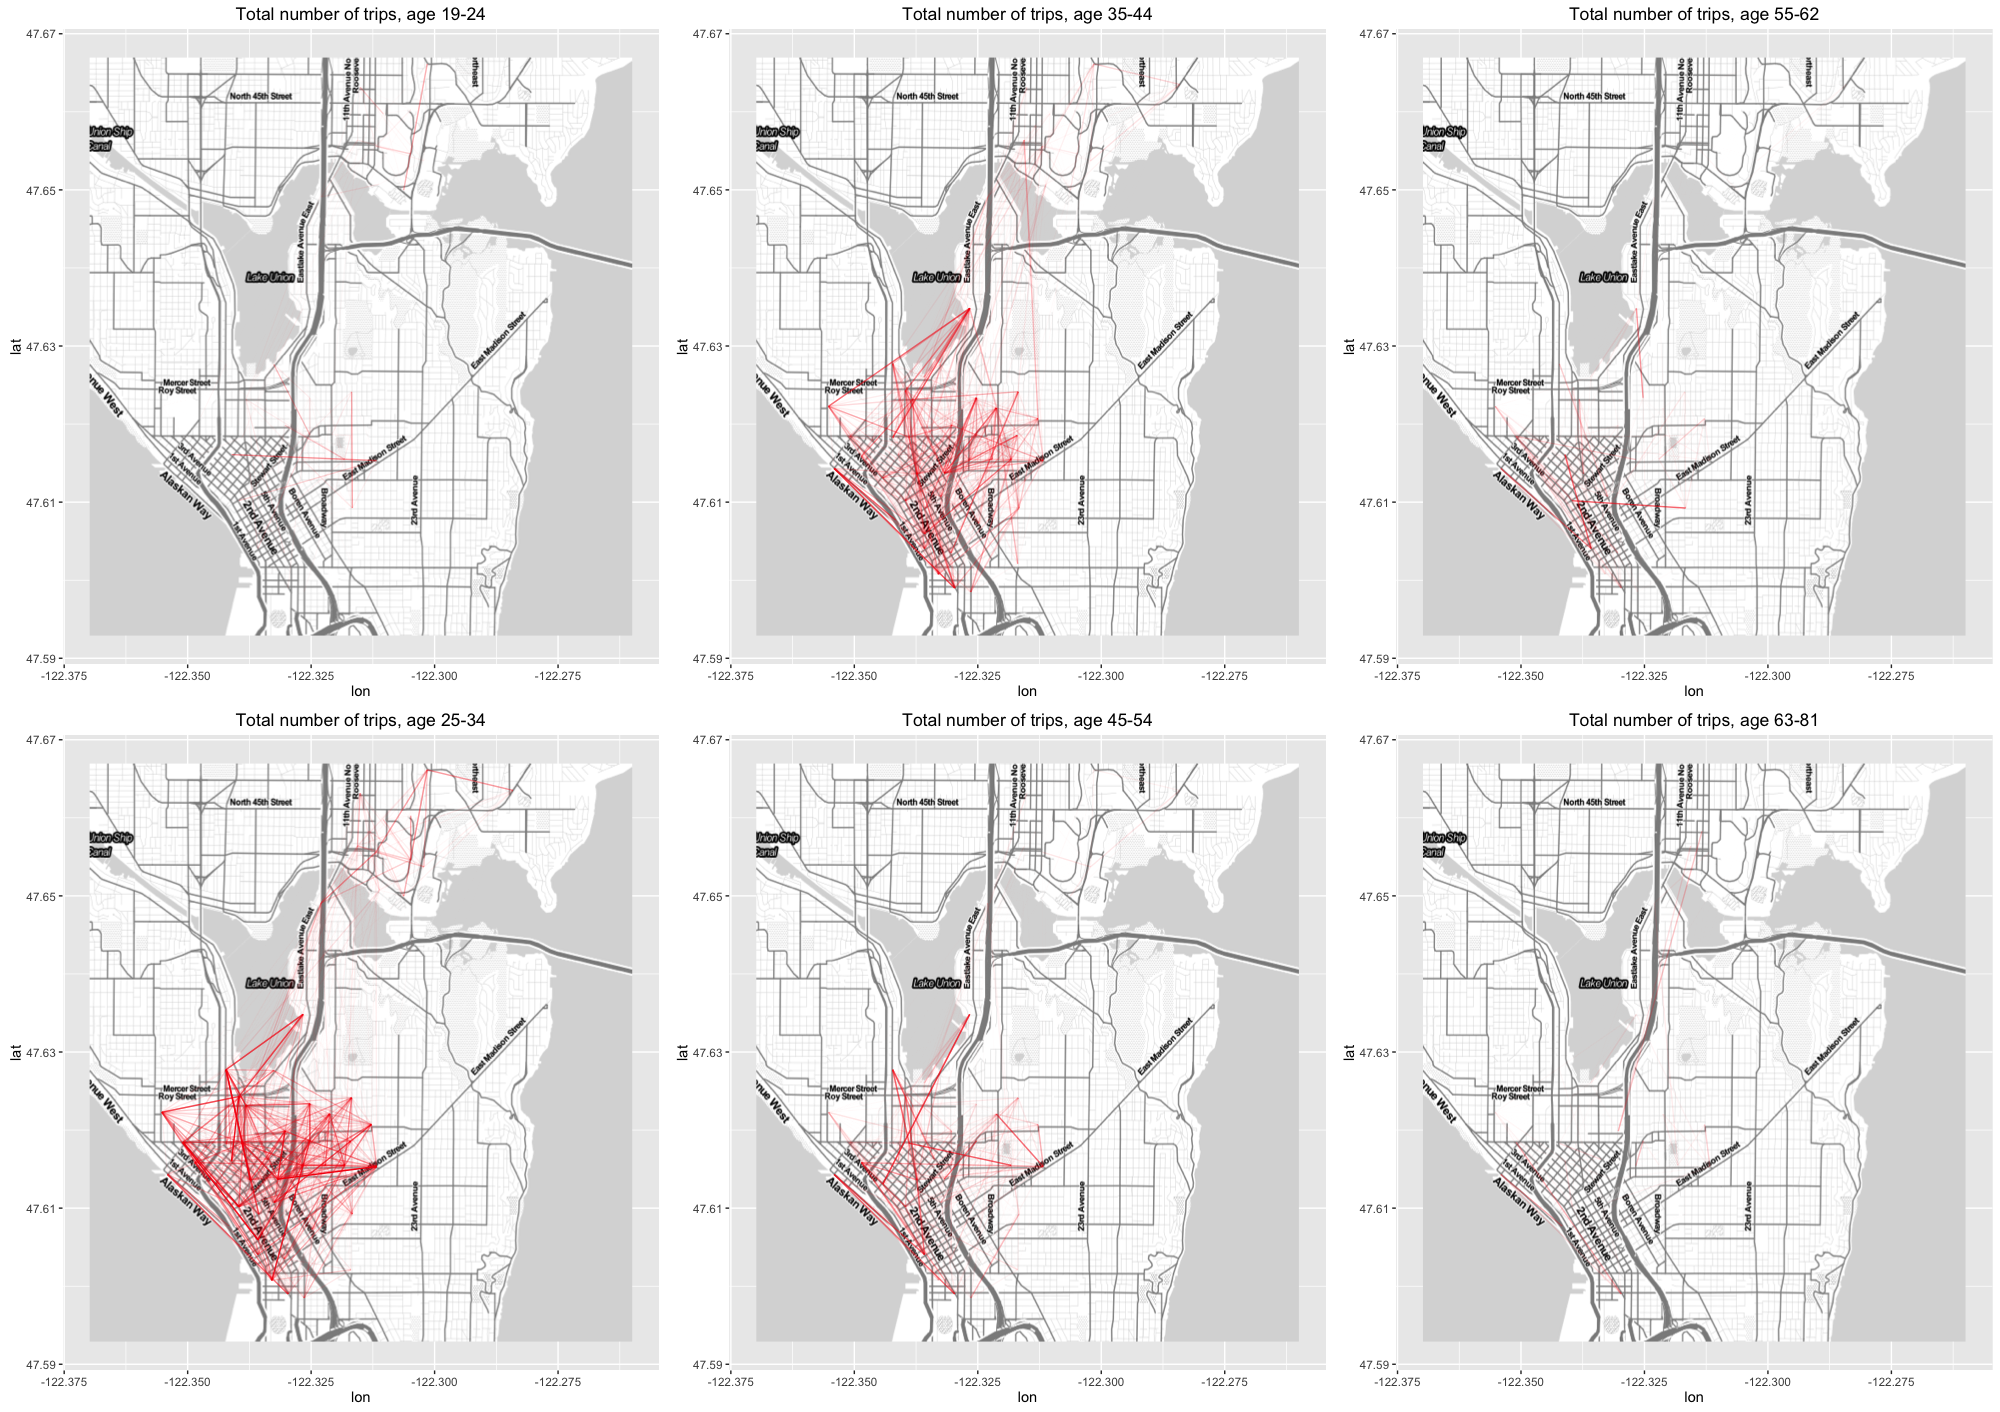 Total number of trips, age 19-24
47.67
47.65
47.63
47.61
47.59
lat
North 45th Street
11th Avenue No
Rooseve
rtheast
Union Ship
Canal
Eastlake Avenue East
Lake Union
East Madison Street
Mercer Street
Roy Street
enue West
3rd Avenue
1st Avenue
Stewart Street
East Madison Street
Alaskan Way
5th Avenue
2nd Avenue
Boren Avenue
Broadway
23rd Avenue
1st Avenue
-122.375
-122.350
-122.325
-122.300
-122.275
lon
Total number of trips, age 35-44
47.67
47.65
47.63
47.61
47.59
lat
North 45th Street
11th Avenue No
Rooseve
rtheast
Union Ship
Canal
Eastlake Avenue East
Lake Union
East Madison Street
Mercer Street
Roy Street
enue West
3rd Avenue
1st Avenue
Stewart Street
East Madison Street
Alaskan Way
5th Avenue
2nd Avenue
Boren Avenue
Broadway
23rd Avenue
1st Avenue
-122.375
-122.350
-122.325
-122.300
-122.275
lon
Total number of trips, age 55-62
47.67
47.65
47.63
47.61
47.59
lat
North 45th Street
11th Avenue No
Rooseve
rtheast
Union Ship
Canal
Eastlake Avenue East
Lake Union
East Madison Street
Mercer Street
Roy Street
enue West
3rd Avenue
1st Avenue
Stewart Street
East Madison Street
Alaskan Way
5th Avenue
2nd Avenue
Boren Avenue
Broadway
23rd Avenue
1st Avenue
-122.375
-122.350
-122.325
-122.300
-122.275
lon
Total number of trips, age 25-34
47.67
47.65
47.63
47.61
47.59
lat
North 45th Street
11th Avenue No
Rooseve
rtheast
Union Ship
Canal
Eastlake Avenue East
Lake Union
East Madison Street
Mercer Street
Roy Street
enue West
3rd Avenue
1st Avenue
Stewart Street
East Madison Street
Alaskan Way
5th Avenue
2nd Avenue
Boren Avenue
Broadway
23rd Avenue
1st Avenue
-122.375
-122.350
-122.325
-122.300
-122.275
lon
Total number of trips, age 45-54
47.67
47.65
47.63
47.61
47.59
lat
North 45th Street
11th Avenue No
Rooseve
rtheast
Union Ship
Canal
Eastlake Avenue East
Lake Union
East Madison Street
Mercer Street
Roy Street
enue West
3rd Avenue
1st Avenue
Stewart Street
East Madison Street
Alaskan Way
5th Avenue
2nd Avenue
Boren Avenue
Broadway
23rd Avenue
1st Avenue
-122.375
-122.350
-122.325
-122.300
-122.275
lon
Total number of trips, age 63-81
47.67
47.65
47.63
47.61
47.59
lat
North 45th Street
11th Avenue No
Rooseve
rtheast
Union Ship
Canal
Eastlake Avenue East
Lake Union
East Madison Street
Mercer Street
Roy Street
enue West
3rd Avenue
1st Avenue
Stewart Street
East Madison Street
Alaskan Way
5th Avenue
2nd Avenue
Boren Avenue
Broadway
23rd Avenue
1st Avenue
-122.375
-122.350
-122.325
-122.300
-122.275
lon